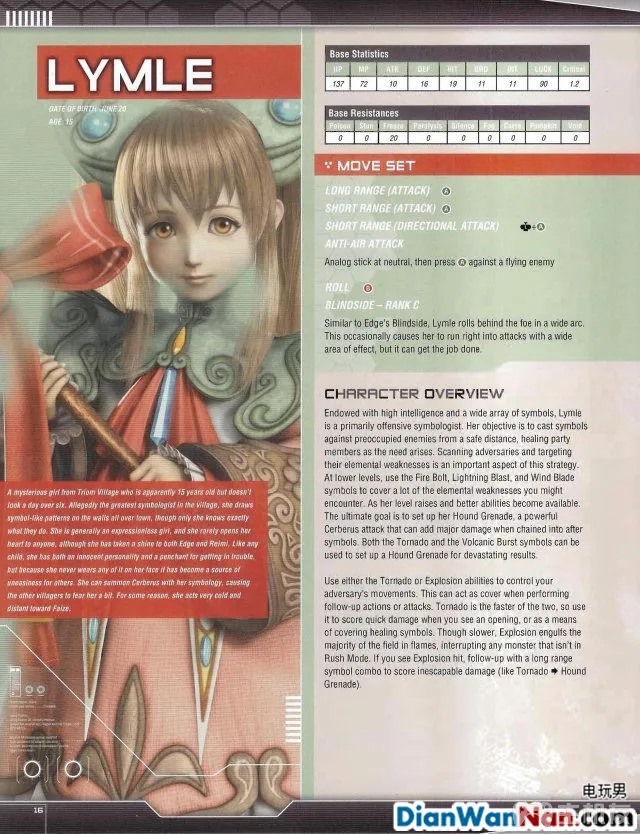 LYMLE
DATE OF BIRTH: JUNE 20
AGE: 15
A mysterious girl from Triom Village who is apparently 15 years old but doesn't
look a day over six. Allegedly the greatest symbologist in the village, she draws
symbol-like patterns on the walls all over town, though only she knows exactly
what they do. She is generally an expressionless girl, and she rarely opens her
heart to anyone, although she has taken a shine to both Edge and Reimi. Like any
child, she has both an innocent personality and a penchant for getting in trouble,
but because she never wears any of it on her face it has become a source of
uneasiness for others. She can summon Cerberus with her symbology, causing
the other villagers to fear her a bit. For some reason, she acts very cold and
distant toward Faize.
16
Base Statistics
HP MP ATK DEF HIT GRD INT LUCK Critical
137 72 10 16 19 11 11 90 1.2
Base Resistances
Poison Stun Freeze Paralysis Silence Fog Curse Pumpkin Void
0 0 20 0 0 0 0 0 0
MOVE SET
LONG RANGE (ATTACK) A
SHORT RANGE (ATTACK) A
SHORT RANGE (DIRECTIONAL ATTACK) +A
ANTI-AIR ATTACK
Analog stick at neutral, then press A against a flying enemy
ROLL B
BLINDSIDE – RANK C
Similar to Edge's Blindside, Lymle rolls behind the foe in a wide arc.
This occasionally causes her to run right into attacks with a wide
area of effect, but it can get the job done.
CHARACTER OVERVIEW
Endowed with high intelligence and a wide array of symbols, Lymle
is a primarily offensive symbologist. Her objective is to cast symbols
against preoccupied enemies from a safe distance, healing party
members as the need arises. Scanning adversaries and targeting
their elemental weaknesses is an important aspect of this strategy.
At lower levels, use the Fire Bolt, Lightning Blast, and Wind Blade
symbols to cover a lot of the elemental weaknesses you might
encounter. As her level raises and better abilities become available.
The ultimate goal is to set up her Hound Grenade, a powerful
Cerberus attack that can add major damage when chained into after
symbols. Both the Tornado and the Volcanic Burst symbols can be
used to set up a Hound Grenade for devastating results.
Use either the Tornado or Explosion abilities to control your
adversary's movements. This can act as cover when performing
follow-up actions or attacks. Tornado is the faster of the two, so use
it to score quick damage when you see an opening, or as a means
of covering healing symbols. Though slower, Explosion engulfs the
majority of the field in flames, interrupting any monster that isn't in
Rush Mode. If you see Explosion hit, follow-up with a long range
symbol combo to score inescapable damage (like Tornado ➡ Hound
Grenade).
电玩男
DianWanNan.com